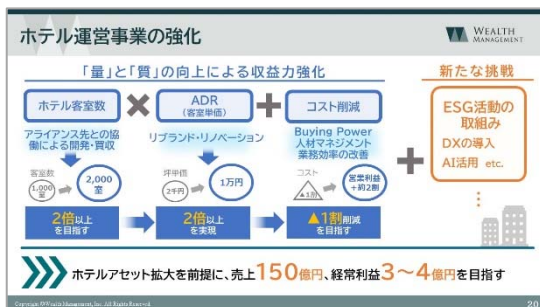 ホテル運営事業の強化
WEALTH
MANAGEMENT
「量」と「質」の向上による収益力強化
新たな挑戦
ホテル客室数
×
ADR
(客室単価)
+
コスト削減
アライアンス先との協
働による開発・買収
リブランド・リノベーション
Buying Power
人材マネジメント
業務効率の改善
+
ESG活動の
取組み
DXの導入
AI活用 etc.
客室数
1,000
室
2,000
室
坪単価
2千円
1万円
コスト
▲1割
営業利益
+約2割
2倍以上
を目指す
2倍以上
を実現
▲1割削減
を目指す
ホテルアセット拡大を前提に、売上150億円、経常利益3～4億円を目指す
Copyright ©Wealth Management, Inc. All Rights Reserved
20